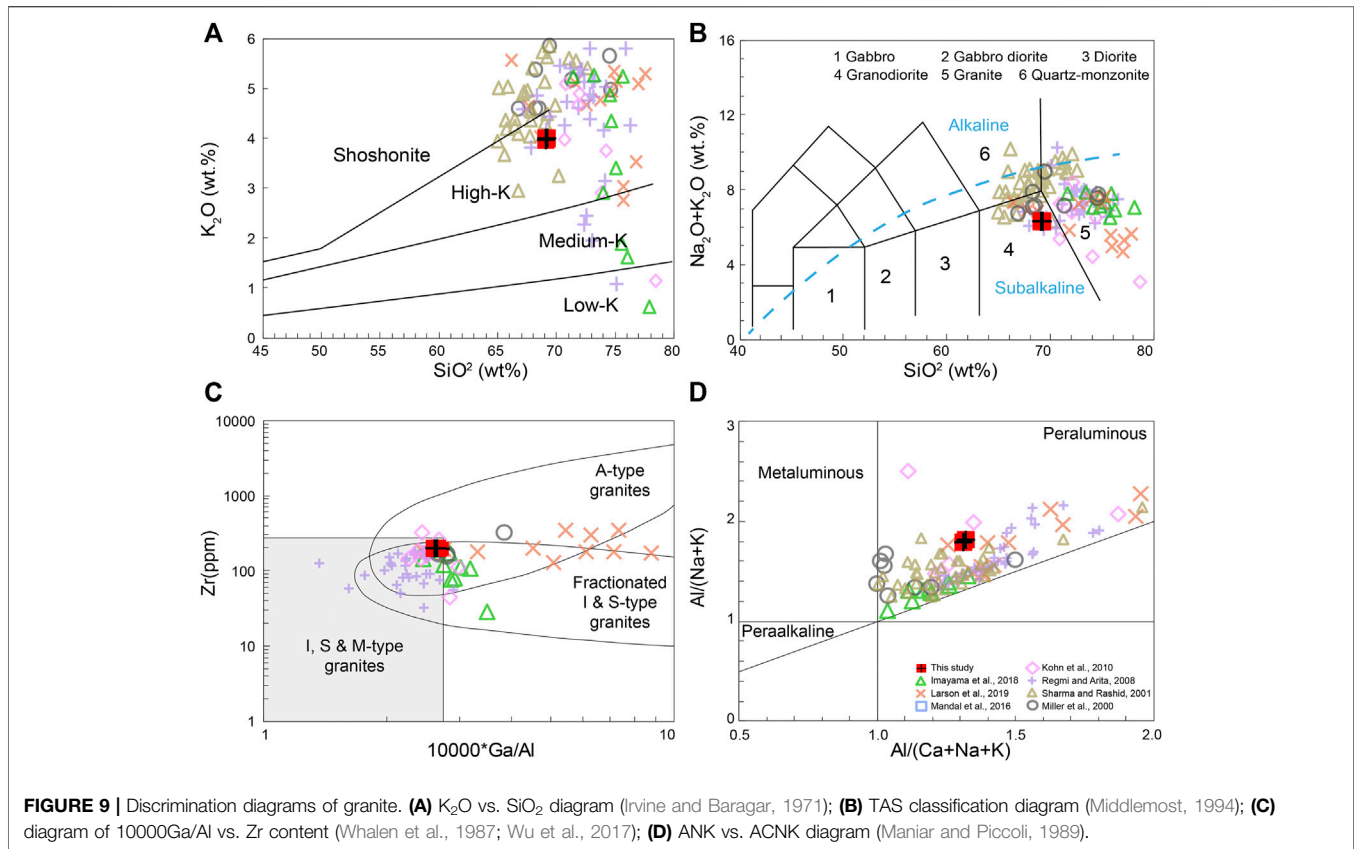 A
K₂O (wt.%)
6
5
4
3
2
1
0
Shoshonite
High-K
Medium-K
Low-K
45 50 55 60 65 70 75 80
SiO² (wt%)
B
Na₂O+K₂O (wt.%)
16
12
8
4
0
1 Gabbro 2 Gabbro diorite 3 Diorite
4 Granodiorite 5 Granite 6 Quartz-monzonite
Alkaline
6
5
4
3
2
1
Subalkaline
40 50 60 70 80
SiO² (wt%)
C
Zr(ppm)
10000
1000
100
10
1
A-type
granites
Fractionated
I & S-type
granites
I, S & M-type
granites
1 10
10000*Ga/Al
D
Al/(Na+K)
3
2
1
0
Peraluminous
Metaluminous
Peraalkaline
This study
Imayama et al., 2018
Larson et al., 2019
Mandal et al., 2016
Kohn et al., 2010
Regmi and Arita, 2008
Sharma and Rashid, 2001
Miller et al., 2000
0.5 1.0 1.5 2.0
Al/(Ca+Na+K)
FIGURE 9 | Discrimination diagrams of granite. (A) K₂O vs. SiO₂ diagram (Irvine and Baragar, 1971); (B) TAS classification diagram (Middlemost, 1994); (C)
diagram of 10000Ga/Al vs. Zr content (Whalen et al., 1987; Wu et al., 2017); (D) ANK vs. ACNK diagram (Maniar and Piccoli, 1989).